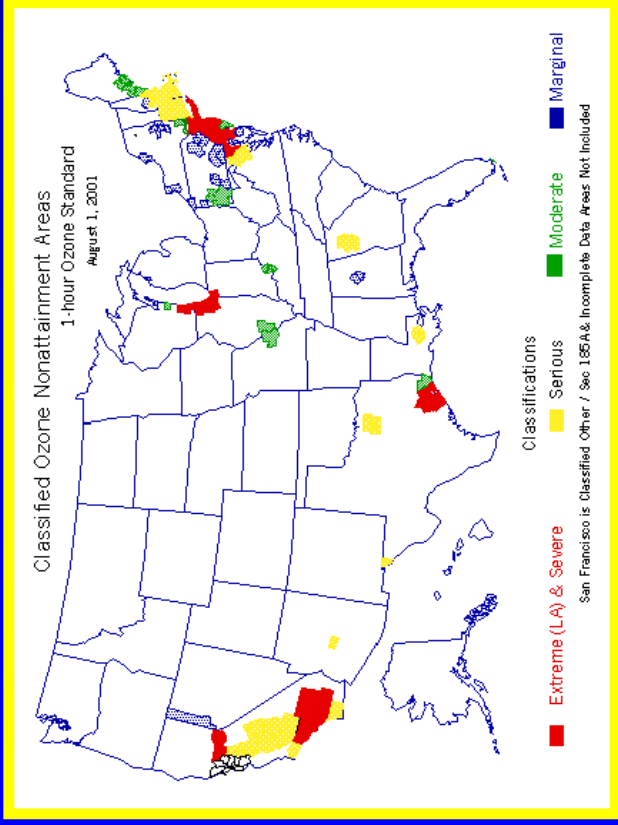 Classified Ozone Nonattainment Areas
1-hour Ozone Standard
August 1, 2001
Classifications
Extreme (LA) & Severe
Serious
Moderate
Marginal
San Francisco is Classified Other / Sec 185A & Incomplete Data Areas Not Included